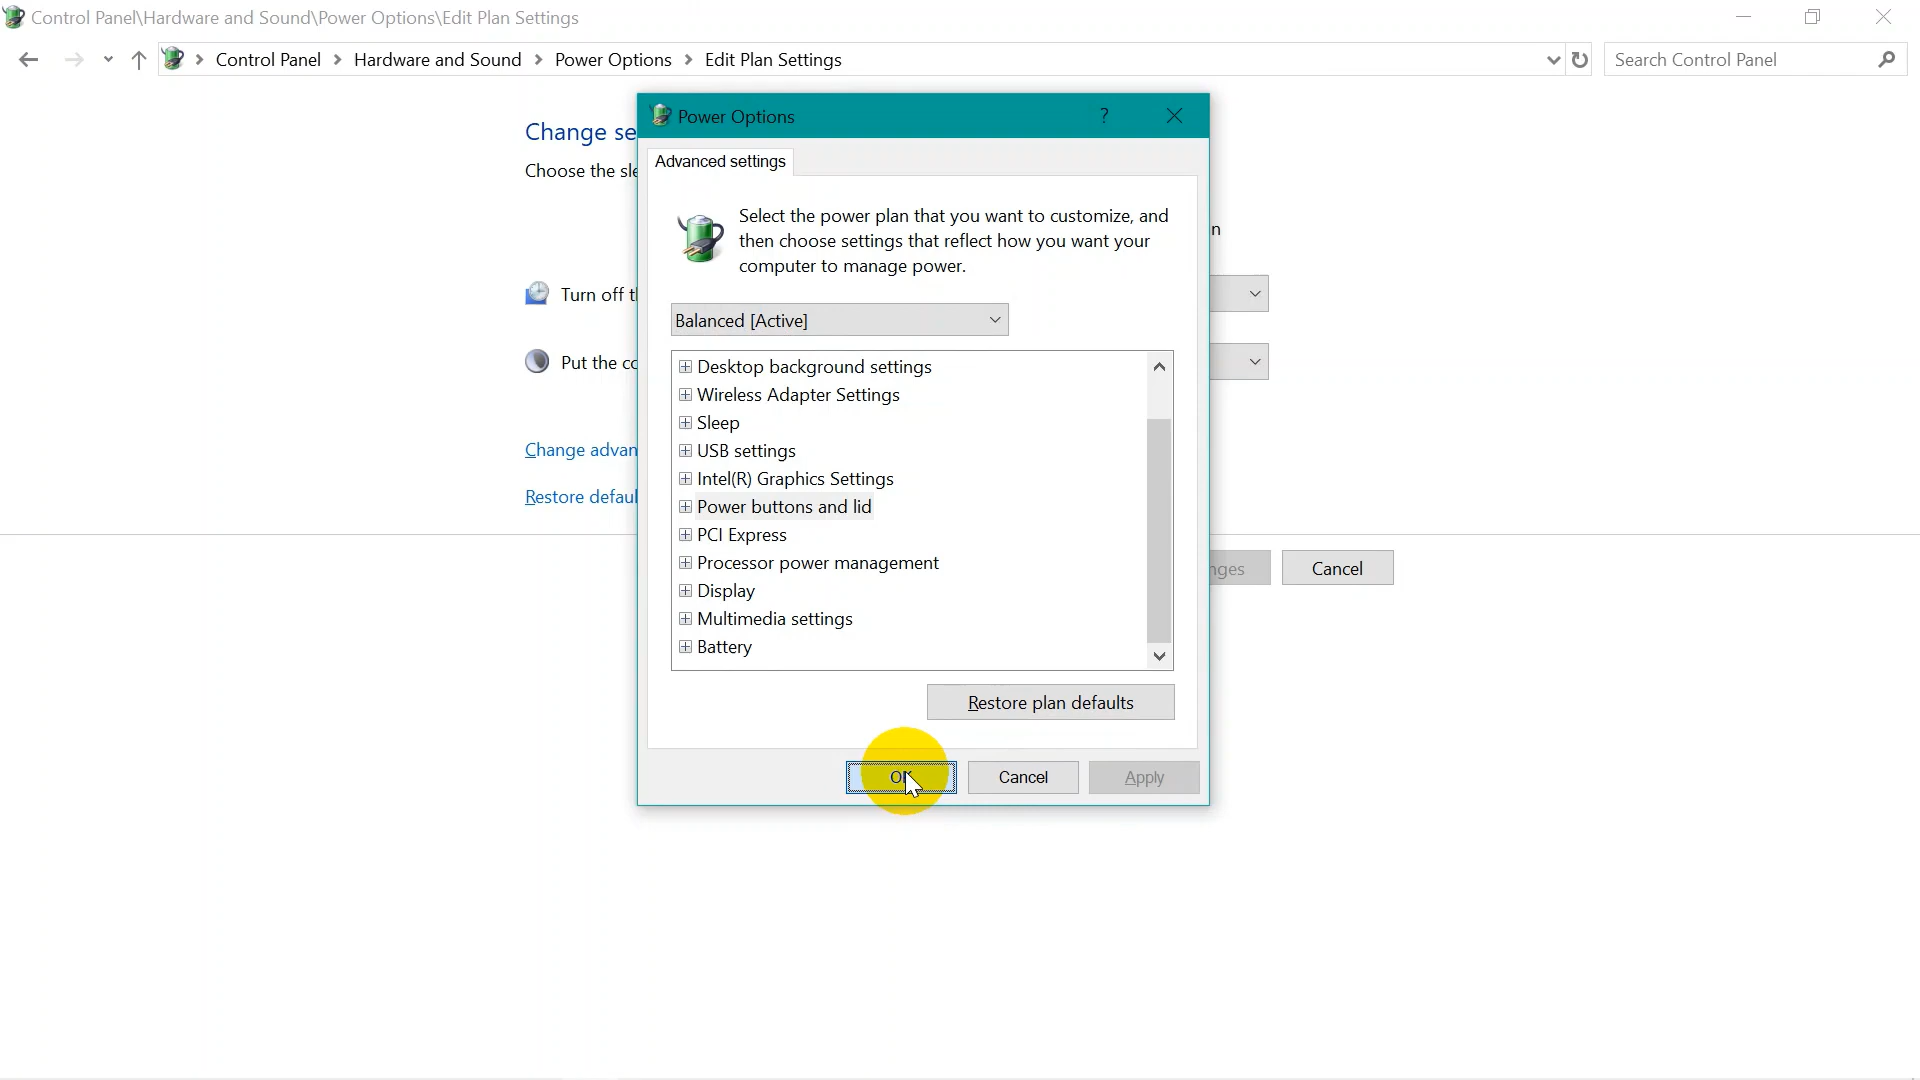 Control Panel\Hardware and Sound\Power Options\Edit Plan Settings
Control Panel > Hardware and Sound > Power Options > Edit Plan Settings
Search Control Panel
Power Options
?
Change se
Advanced settings
Choose the sle
Select the power plan that you want to customize, and
then choose settings that reflect how you want your
computer to manage power.
n
Turn off t
Balanced [Active]
Put the co
Desktop background settings
Wireless Adapter Settings
Sleep
USB settings
Intel(R) Graphics Settings
Power buttons and lid
PCI Express
Processor power management
Display
Multimedia settings
Battery
Change advan
Restore defaul
nges
Cancel
Restore plan defaults
OK
Cancel
Apply